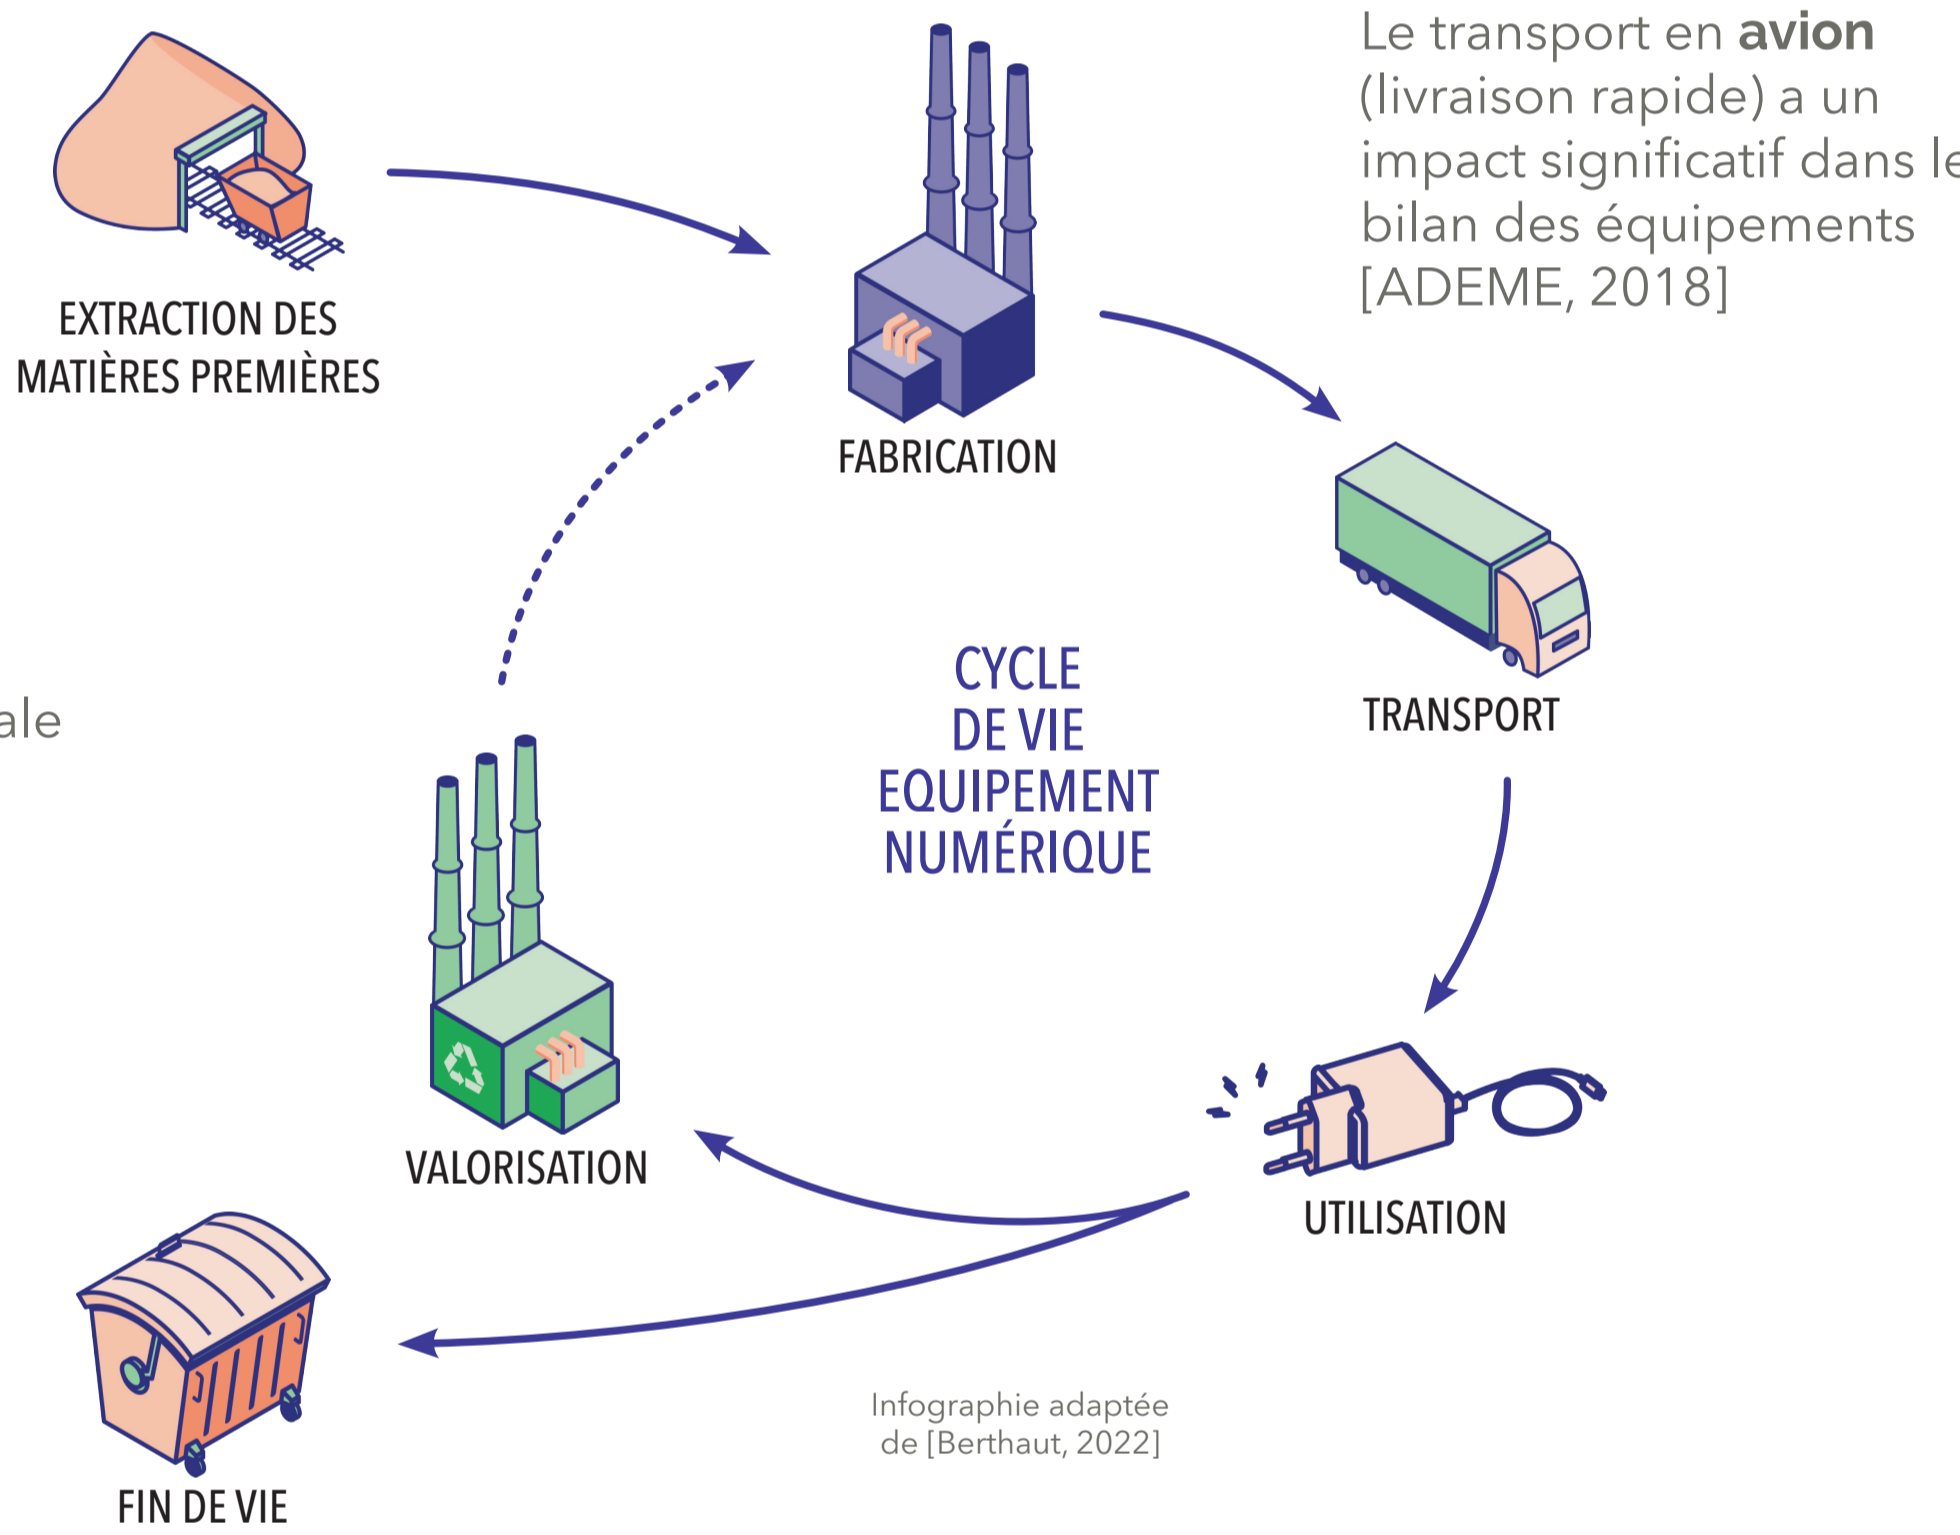 Le transport en avion
(livraison rapide) a un
impact significatif dans le
bilan des équipements
[ADEME, 2018]
EXTRACTION DES
MATIÈRES PREMIÈRES
FABRICATION
TRANSPORT
CYCLE
DE VIE
EQUIPEMENT
NUMÉRIQUE
ale
VALORISATION
UTILISATION
Infographie adaptée
de [Berthaut, 2022]
FIN DE VIE